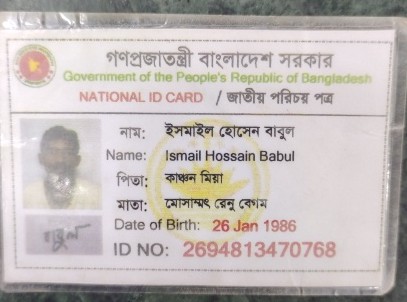 গণপ্রজাতন্ত্রী বাংলাদেশ সরকার
Government of the People's Republic of Bangladesh
NATIONAL ID CARD / জাতীয় পরিচয় পত্র
নাম: ইসমাইল হোসেন বাবুল
Name: Ismail Hossain Babul
পিতা: কাঞ্চন মিয়া
মাতা: মোসাম্মৎ রেনু বেগম
Date of Birth: 26 Jan 1986
ID NO: 2694813470768
বাবুল